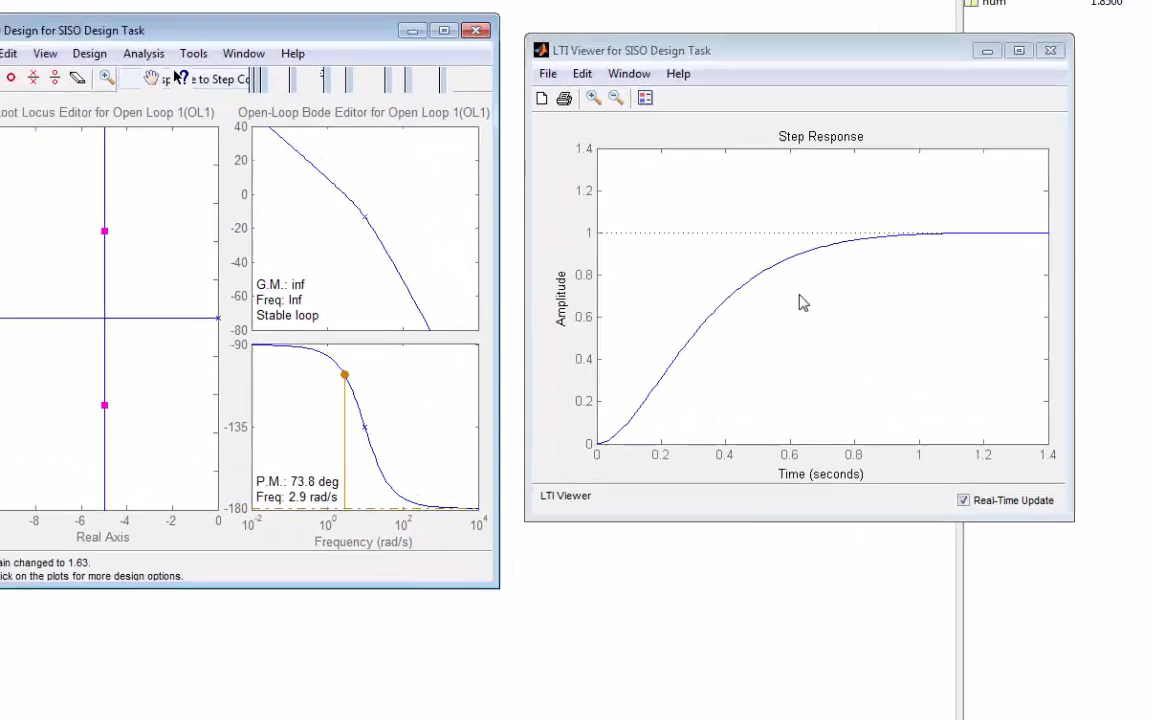 num 1.8500
Design for SISO Design Task
Edit View Design Analysis Tools Window Help
e to Step Co
oot Locus Editor for Open Loop 1(OL1)
Open-Loop Bode Editor for Open Loop 1(OL1)
40
20
0
-20
-40
-60
-80
G.M.: inf
Freq: Inf
Stable loop
-90
-135
-180
P.M.: 73.8 deg
Freq: 2.9 rad/s
-8 -6 -4 -2 0
Real Axis
10^-2 10^0 10^2 10^4
Frequency (rad/s)
ain changed to 1.63.
ick on the plots for more design options.
LTI Viewer for SISO Design Task
File Edit Window Help
Step Response
1.4
1.2
1
0.8
0.6
0.4
0.2
0
Amplitude
0 0.2 0.4 0.6 0.8 1 1.2 1.4
Time (seconds)
LTI Viewer
Real-Time Update